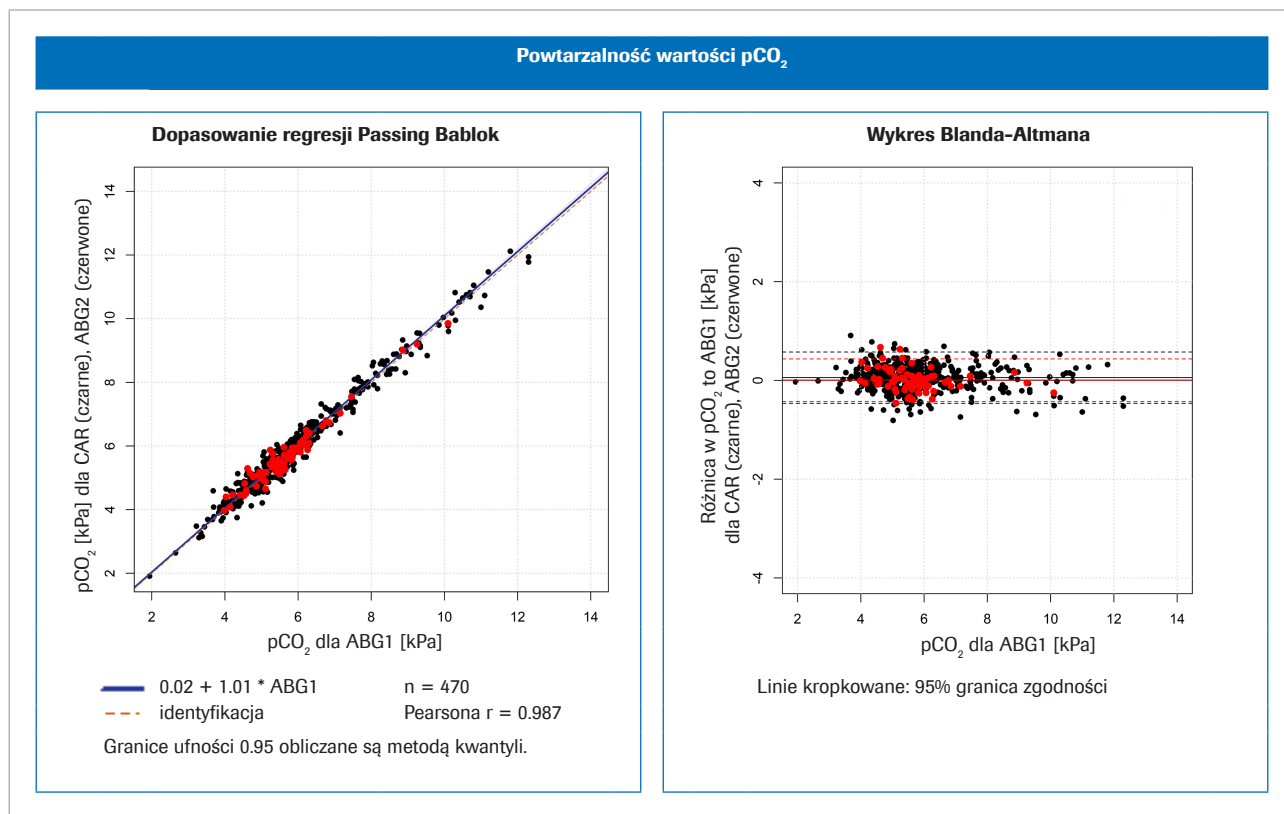 Powtarzalność wartości pCO₂
Dopasowanie regresji Passing Bablok
pCO₂ [kPa] dla CAR (czarne), ABG2 (czerwone)
14
12
10
8
6
4
2
2 4 6 8 10 12 14
pCO₂ dla ABG1 [kPa]
0.02 + 1.01 * ABG1 n = 470
identyfikacja Pearsona r = 0.987
Granice ufności 0.95 obliczane są metodą kwantyli.
Wykres Blanda-Altmana
Różnica w pCO₂ to ABG1 [kPa]
dla CAR (czarne), ABG2 (czerwone)
4
2
0
-2
-4
2 4 6 8 10 12 14
pCO₂ dla ABG1 [kPa]
Linie kropkowane: 95% granica zgodności